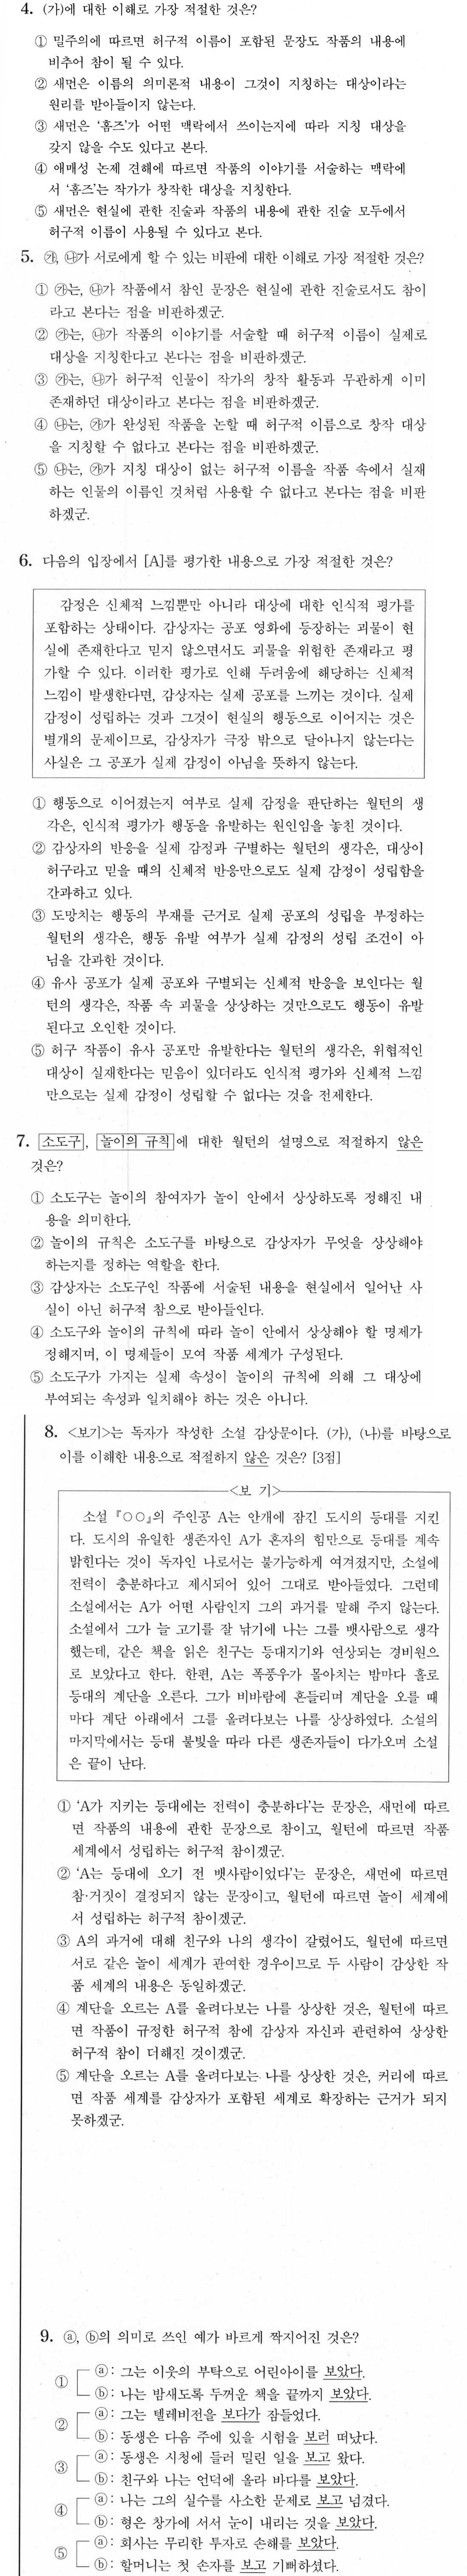 4. (가)에 대한 이해로 가장 적절한 것은?
① 밀주의에 따르면 허구적 이름이 포함된 문장도 작품의 내용에
비추어 참이 될 수 있다.
② 새먼은 이름의 의미론적 내용이 그것이 지칭하는 대상이라는
원리를 받아들이지 않는다.
③ 새먼은 ‘홈즈’가 어떤 맥락에서 쓰이는지에 따라 지칭 대상을
갖지 않을 수도 있다고 본다.
④ 애매성 논제 견해에 따르면 작품의 이야기를 서술하는 맥락에
서 ‘홈즈’는 작가가 창작한 대상을 지칭한다.
⑤ 새먼은 현실에 관한 진술과 작품의 내용에 관한 진술 모두에서
허구적 이름이 사용될 수 있다고 본다.
5. ㉮, ㉯가 서로에게 할 수 있는 비판에 대한 이해로 가장 적절한 것은?
① ㉮는, ㉯가 작품에서 참인 문장은 현실에 관한 진술로서도 참이
라고 본다는 점을 비판하겠군.
② ㉮는, ㉯가 작품의 이야기를 서술할 때 허구적 이름이 실제로
대상을 지칭한다고 본다는 점을 비판하겠군.
③ ㉮는, ㉯가 허구적 인물이 작가의 창작 활동과 무관하게 이미
존재하던 대상이라고 본다는 점을 비판하겠군.
④ ㉯는, ㉮가 완성된 작품을 논할 때 허구적 이름으로 창작 대상
을 지칭할 수 없다고 본다는 점을 비판하겠군.
⑤ ㉯는, ㉮가 지칭 대상이 없는 허구적 이름을 작품 속에서 실재
하는 인물의 이름인 것처럼 사용할 수 없다고 본다는 점을 비판
하겠군.
6. 다음의 입장에서 [A]를 평가한 내용으로 가장 적절한 것은?
감정은 신체적 느낌뿐만 아니라 대상에 대한 인식적 평가를
포함하는 상태이다. 감상자는 공포 영화에 등장하는 괴물이 현
실에 존재한다고 믿지 않으면서도 괴물을 위험한 존재라고 평
가할 수 있다. 이러한 평가로 인해 두려움에 해당하는 신체적
느낌이 발생한다면, 감상자는 실제 공포를 느끼는 것이다. 실제
감정이 성립하는 것과 그것이 현실의 행동으로 이어지는 것은
별개의 문제이므로, 감상자가 극장 밖으로 달아나지 않는다는
사실은 그 공포가 실제 감정이 아님을 뜻하지 않는다.
① 행동으로 이어졌는지 여부로 실제 감정을 판단하는 월턴의 생
각은, 인식적 평가가 행동을 유발하는 원인임을 놓친 것이다.
② 감상자의 반응을 실제 감정과 구별하는 월턴의 생각은, 대상이
허구라고 믿을 때의 신체적 반응만으로도 실제 감정이 성립함을
간과하고 있다.
③ 도망치는 행동의 부재를 근거로 실제 공포의 성립을 부정하는
월턴의 생각은, 행동 유발 여부가 실제 감정의 성립 조건이 아
님을 간과한 것이다.
④ 유사 공포가 실제 공포와 구별되는 신체적 반응을 보인다는 월
턴의 생각은, 작품 속 괴물을 상상하는 것만으로도 행동이 유발
된다고 오인한 것이다.
⑤ 허구 작품이 유사 공포만 유발한다는 월턴의 생각은, 위협적인
대상이 실재한다는 믿음이 있더라도 인식적 평가와 신체적 느낌
만으로는 실제 감정이 성립할 수 없다는 것을 전제한다.
7. 소도구, 놀이의 규칙에 대한 월턴의 설명으로 적절하지 않은
것은?
① 소도구는 놀이의 참여자가 놀이 안에서 상상하도록 정해진 내
용을 의미한다.
② 놀이의 규칙은 소도구를 바탕으로 감상자가 무엇을 상상해야
하는지를 정하는 역할을 한다.
③ 감상자는 소도구인 작품에 서술된 내용을 현실에서 일어난 사
실이 아닌 허구적 참으로 받아들인다.
④ 소도구와 놀이의 규칙에 따라 놀이 안에서 상상해야 할 명제가
정해지며, 이 명제들이 모여 작품 세계가 구성된다.
⑤ 소도구가 가지는 실제 속성이 놀이의 규칙에 의해 그 대상에
부여되는 속성과 일치해야 하는 것은 아니다.
8. <보기>는 독자가 작성한 소설 감상문이다. (가), (나)를 바탕으로
이를 이해한 내용으로 적절하지 않은 것은? [3점]
<보 기>
소설 『○○』의 주인공 A는 안개에 잠긴 도시의 등대를 지킨
다. 도시의 유일한 생존자인 A가 혼자의 힘만으로 등대를 계속
밝힌다는 것이 독자인 나로서는 불가능하게 여겨졌지만, 소설에
전력이 충분하다고 제시되어 있어 그대로 받아들였다. 그런데
소설에서는 A가 어떤 사람인지 그의 과거를 말해 주지 않는다.
소설에서 그가 늘 고기를 잘 낚기에 나는 그를 뱃사람으로 생각
했는데, 같은 책을 읽은 친구는 등대지기와 연상되는 경비원으
로 보았다고 한다. 한편, A는 폭풍우가 몰아치는 밤마다 홀로
등대의 계단을 오른다. 그가 비바람에 흔들리며 계단을 오를 때
마다 계단 아래에서 그를 올려다보는 나를 상상하였다. 소설의
마지막에서는 등대 불빛을 따라 다른 생존자들이 다가오며 소설
은 끝이 난다.
① ‘A가 지키는 등대에는 전력이 충분하다’는 문장은, 새먼에 따르
면 작품의 내용에 관한 문장으로 참이고, 월턴에 따르면 작품
세계에서 성립하는 허구적 참이겠군.
② ‘A는 등대에 오기 전 뱃사람이었다’는 문장은, 새먼에 따르면
참·거짓이 결정되지 않는 문장이고, 월턴에 따르면 놀이 세계에
서 성립하는 허구적 참이겠군.
③ A의 과거에 대해 친구와 나의 생각이 갈렸어도, 월턴에 따르면
서로 같은 놀이 세계가 관여한 경우이므로 두 사람이 감상한 작
품 세계의 내용은 동일하겠군.
④ 계단을 오르는 A를 올려다보는 나를 상상한 것은, 월턴에 따르
면 작품이 규정한 허구적 참에 감상자 자신과 관련하여 상상한
허구적 참이 더해진 것이겠군.
⑤ 계단을 오르는 A를 올려다보는 나를 상상한 것은, 커리에 따르
면 작품 세계를 감상자가 포함된 세계로 확장하는 근거가 되지
못하겠군.
9. ⓐ, ⓑ의 의미로 쓰인 예가 바르게 짝지어진 것은?
① ⓐ: 그는 이웃의 부탁으로 어린아이를 보았다.
ⓑ: 나는 밤새도록 두꺼운 책을 끝까지 보았다.
② ⓐ: 그는 텔레비전을 보다가 잠들었다.
ⓑ: 동생은 다음 주에 있을 시험을 보러 떠났다.
③ ⓐ: 동생은 시청에 들러 밀린 일을 보고 왔다.
ⓑ: 친구와 나는 언덕에 올라 바다를 보았다.
④ ⓐ: 나는 그의 실수를 사소한 문제로 보고 넘겼다.
ⓑ: 형은 창가에 서서 눈이 내리는 것을 보았다.
⑤ ⓐ: 회사는 무리한 투자로 손해를 보았다.
ⓑ: 할머니는 첫 손자를 보고 기뻐하셨다.